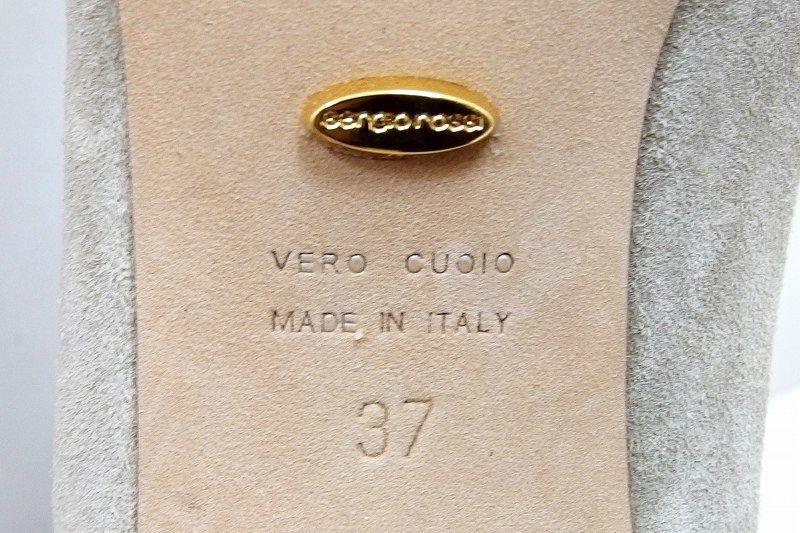 sergio rossi
VERO CUOIO
MADE IN ITALY
37